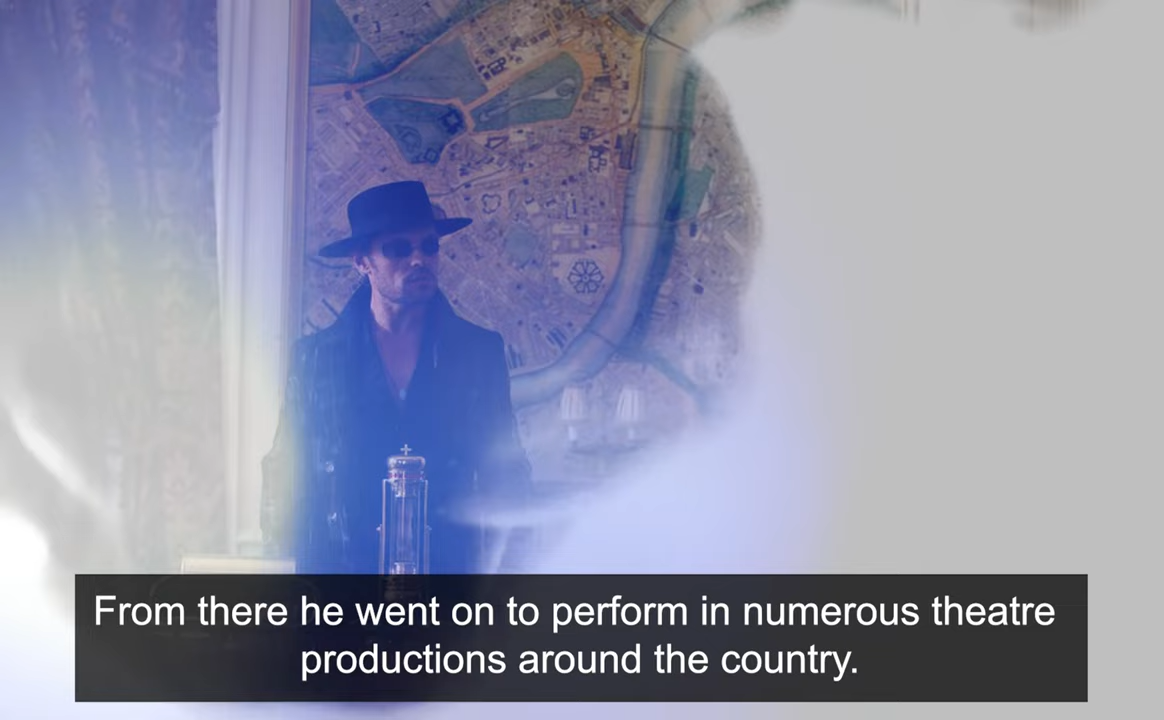 From there he went on to perform in numerous theatre
productions around the country.